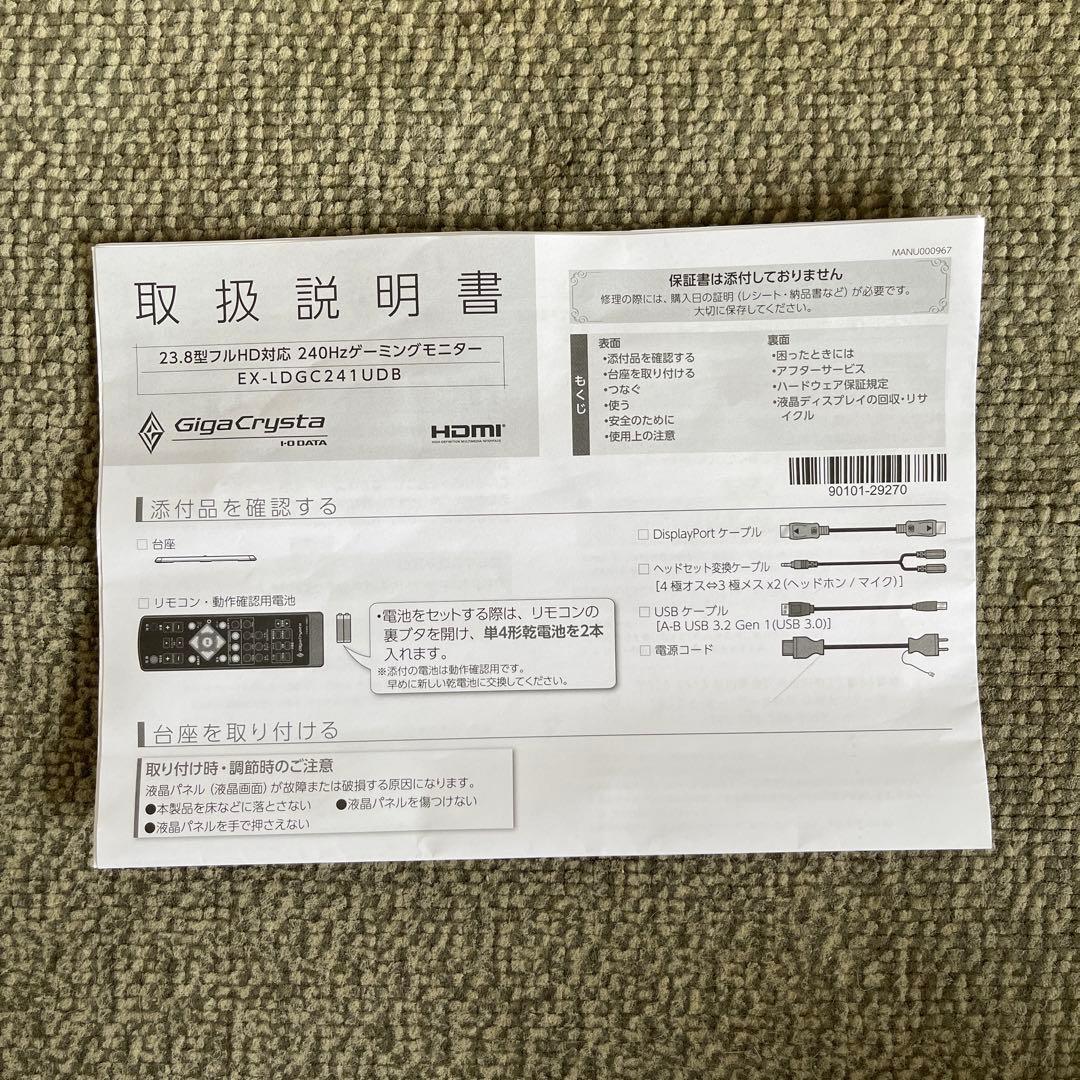 MANU000967
取扱説明書
23.8型フルHD対応 240Hzゲーミングモニター
EX-LDGC241UDB
GigaCrysta
I-O DATA
HDMI
HIGH-DEFINITION MULTIMEDIA INTERFACE
保証書は添付しておりません
修理の際には、購入日の証明(レシート・納品書など)が必要です。
大切に保存してください。
もくじ
表面
・添付品を確認する
・台座を取り付ける
・つなぐ
・使う
・安全のために
・使用上の注意
裏面
・困ったときには
・アフターサービス
・ハードウェア保証規定
・液晶ディスプレイの回収・リサ
イクル
90101-29270
添付品を確認する
□ 台座
□ リモコン・動作確認用電池
GigaCrysta
・電池をセットする際は、リモコンの
裏ブタを開け、単4形乾電池を2本
入れます。
※添付の電池は動作確認用です。
早めに新しい乾電池に交換してください。
□ DisplayPort ケーブル
□ ヘッドセット変換ケーブル
[4 極オス⇔3 極メス x2(ヘッドホン / マイク)]
□ USB ケーブル
[A-B USB 3.2 Gen 1(USB 3.0)]
□ 電源コード
台座を取り付ける
取り付け時・調節時のご注意
液晶パネル(液晶画面)が故障または破損する原因になります。
●本製品を床などに落とさない ●液晶パネルを傷つけない
●液晶パネルを手で押さえない